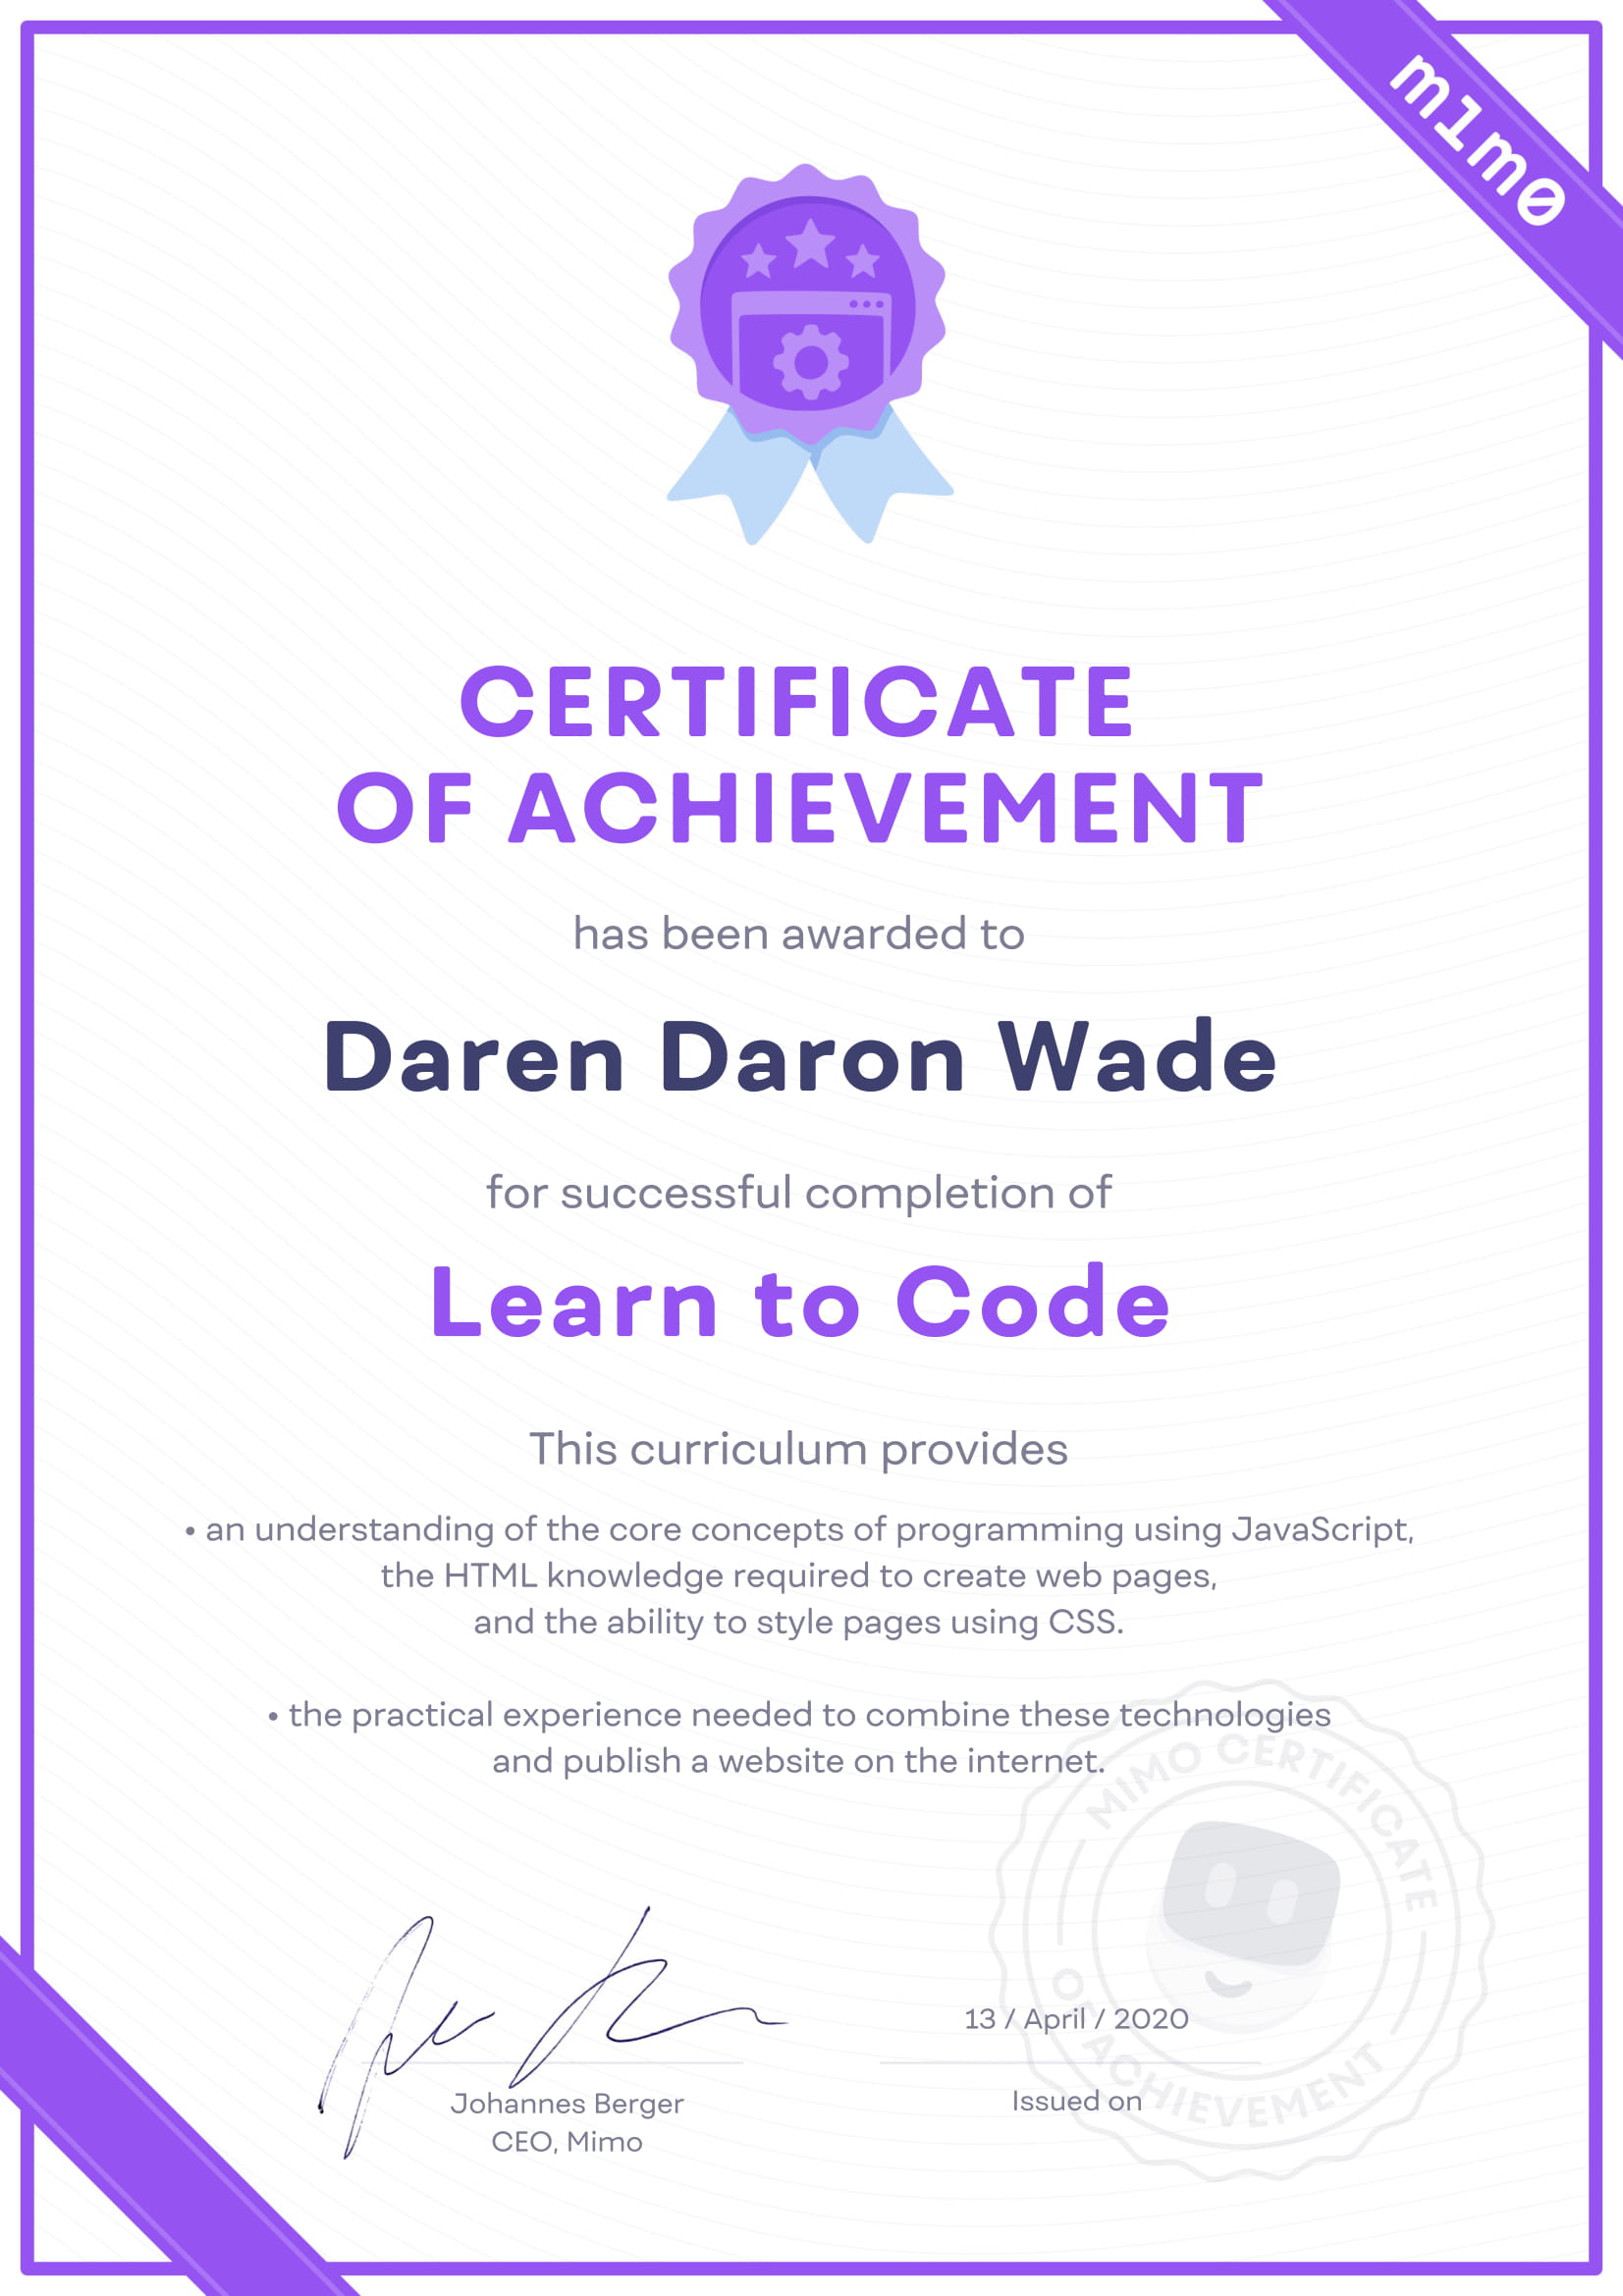 m1m0
CERTIFICATE
OF ACHIEVEMENT
has been awarded to
Daren Daron Wade
for successful completion of
Learn to Code
This curriculum provides
• an understanding of the core concepts of programming using JavaScript,
the HTML knowledge required to create web pages,
and the ability to style pages using CSS.
• the practical experience needed to combine these technologies
and publish a website on the internet.
MIMO CERTIFICATE
OF ACHIEVEMENT
13 / April / 2020
Issued on
Johannes Berger
CEO, Mimo